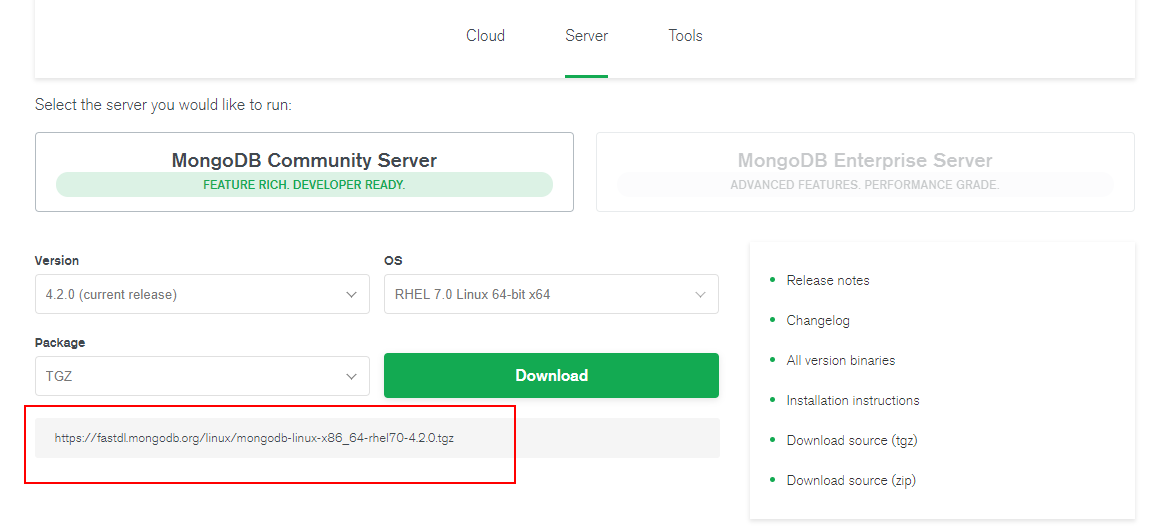 Cloud
Server
Tools
Select the server you would like to run:
MongoDB Community Server
FEATURE RICH. DEVELOPER READY.
MongoDB Enterprise Server
ADVANCED FEATURES. PERFORMANCE GRADE.
Version
OS
4.2.0 (current release)
RHEL 7.0 Linux 64-bit x64
Package
TGZ
Download
https://fastdl.mongodb.org/linux/mongodb-linux-x86_64-rhel70-4.2.0.tgz
Release notes
Changelog
All version binaries
Installation instructions
Download source (tgz)
Download source (zip)